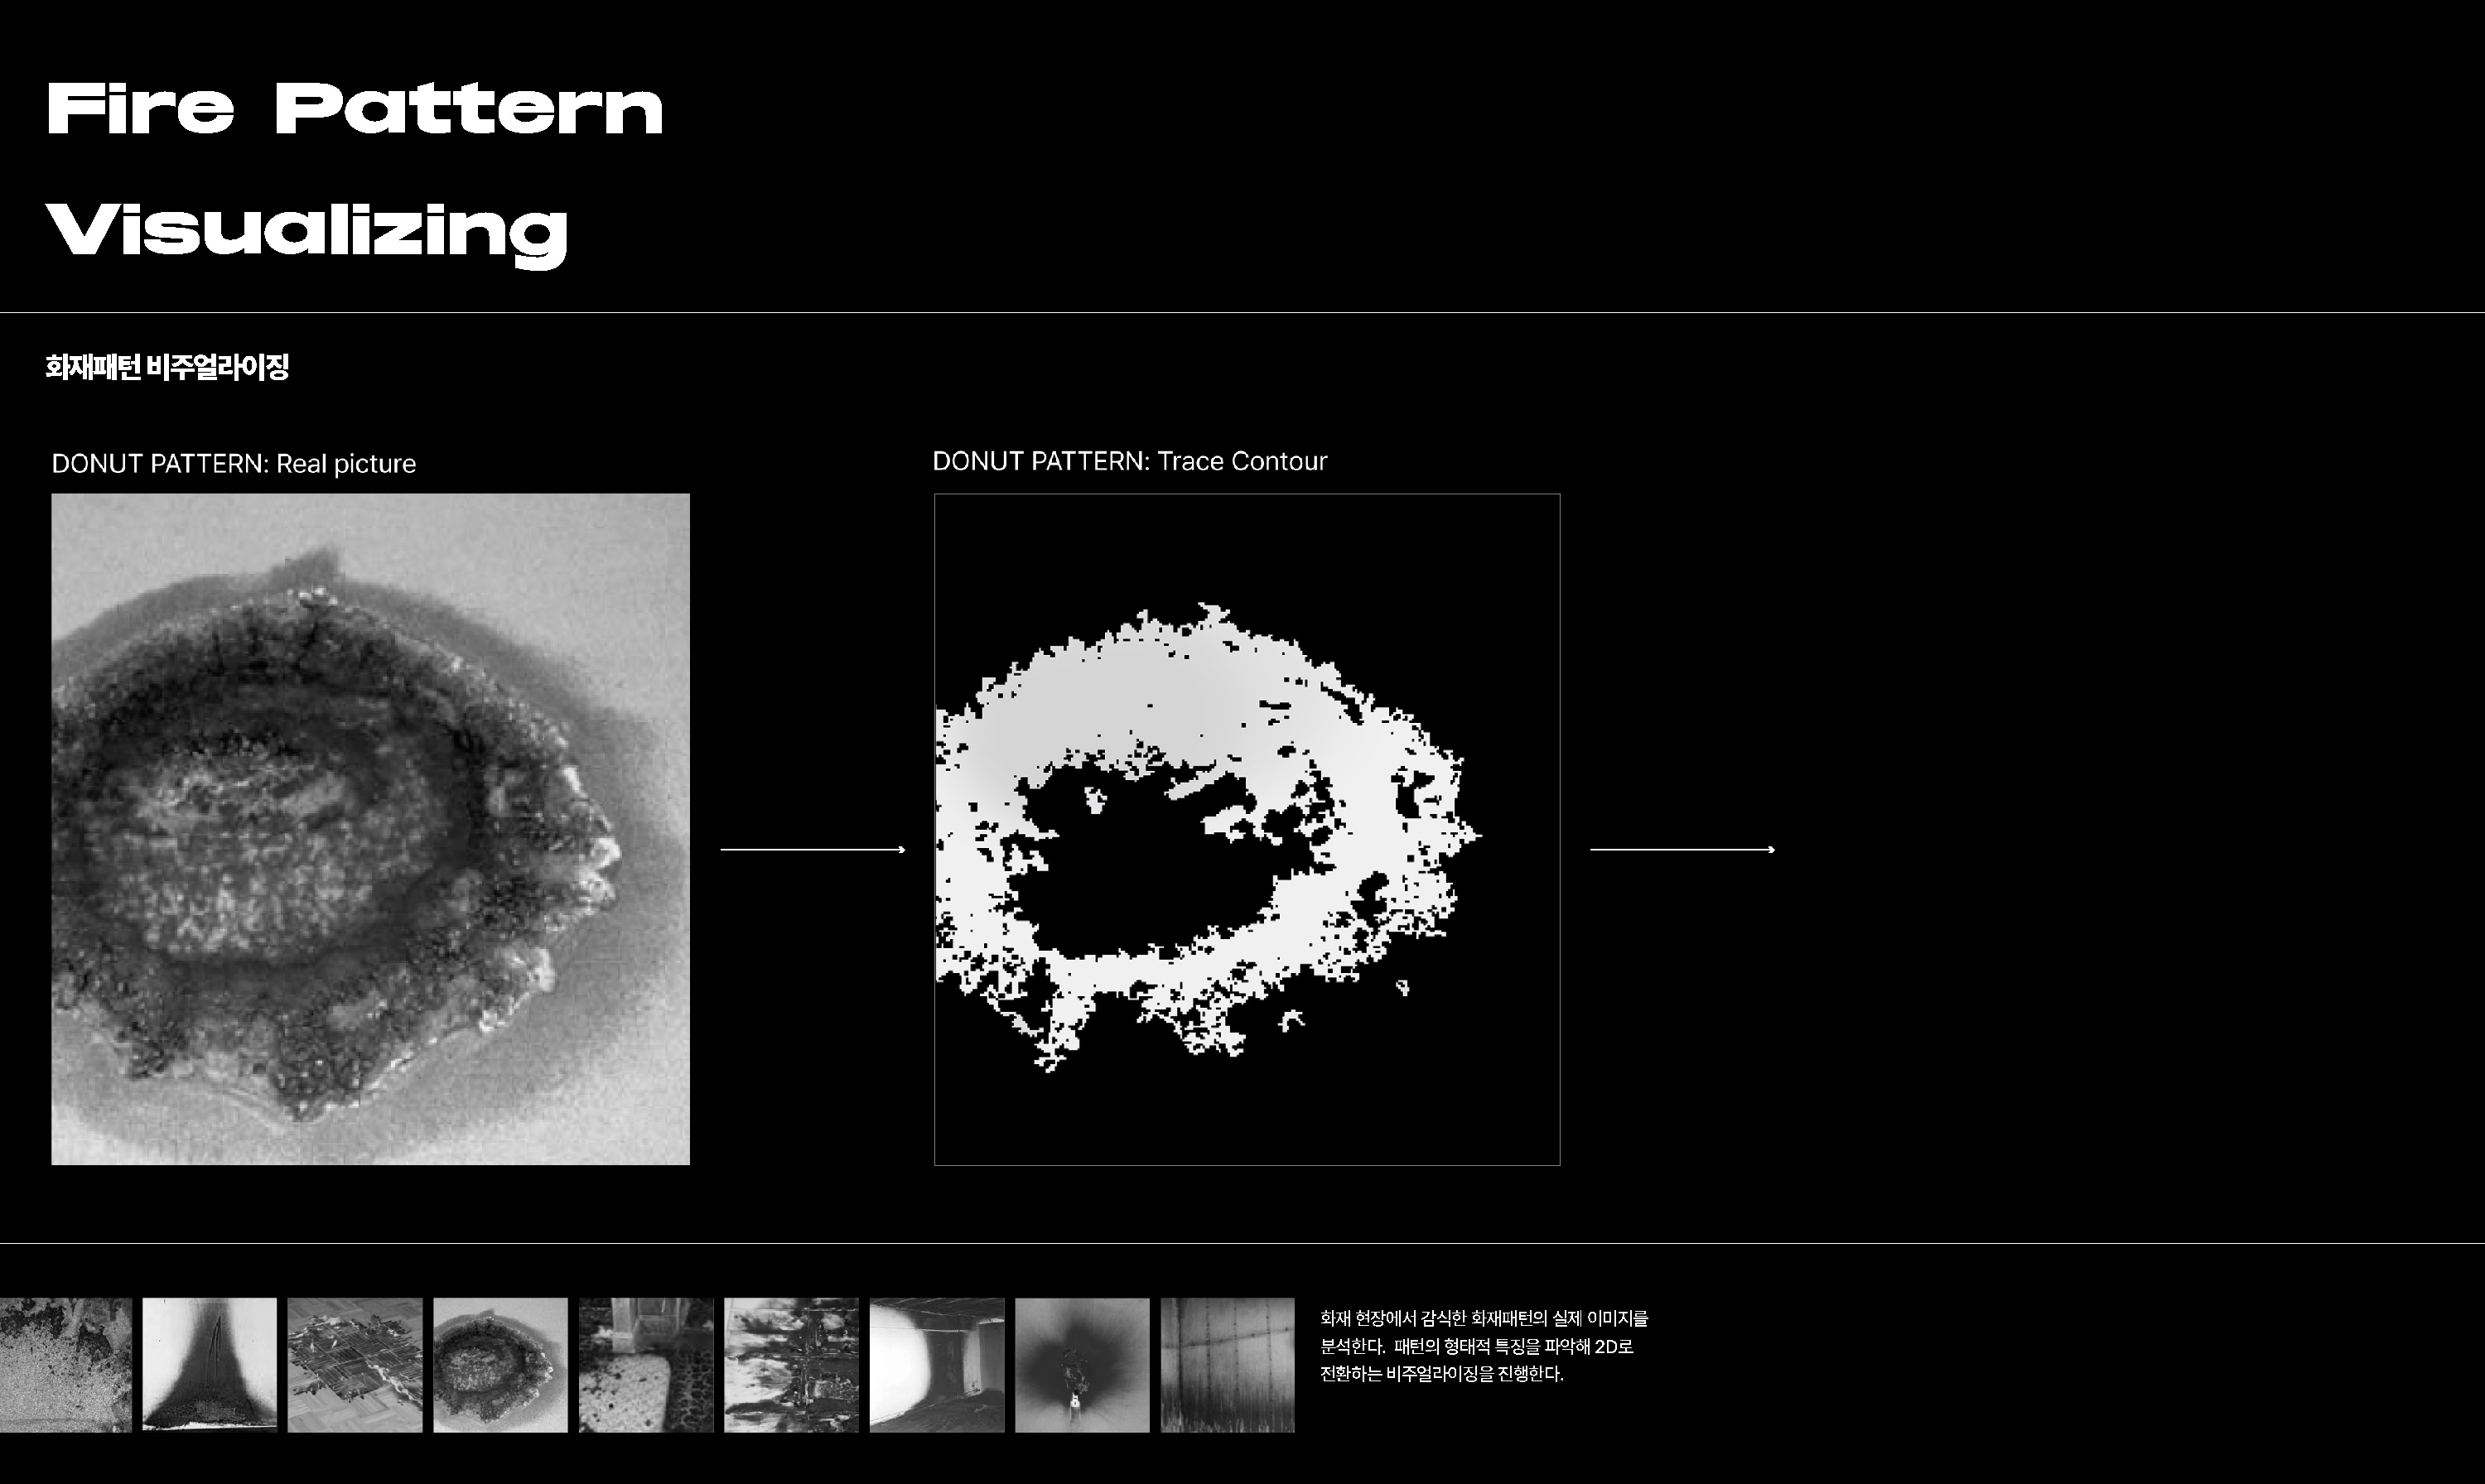 Fire Pattern
Visualizing
화재패턴 비주얼라이징
DONUT PATTERN: Real picture
DONUT PATTERN: Trace Contour
화재 현장에서 감식한 화재패턴의 실제 이미지를
분석한다. 패턴의 형태적 특징을 파악해 2D로
전환하는 비주얼라이징을 진행한다.